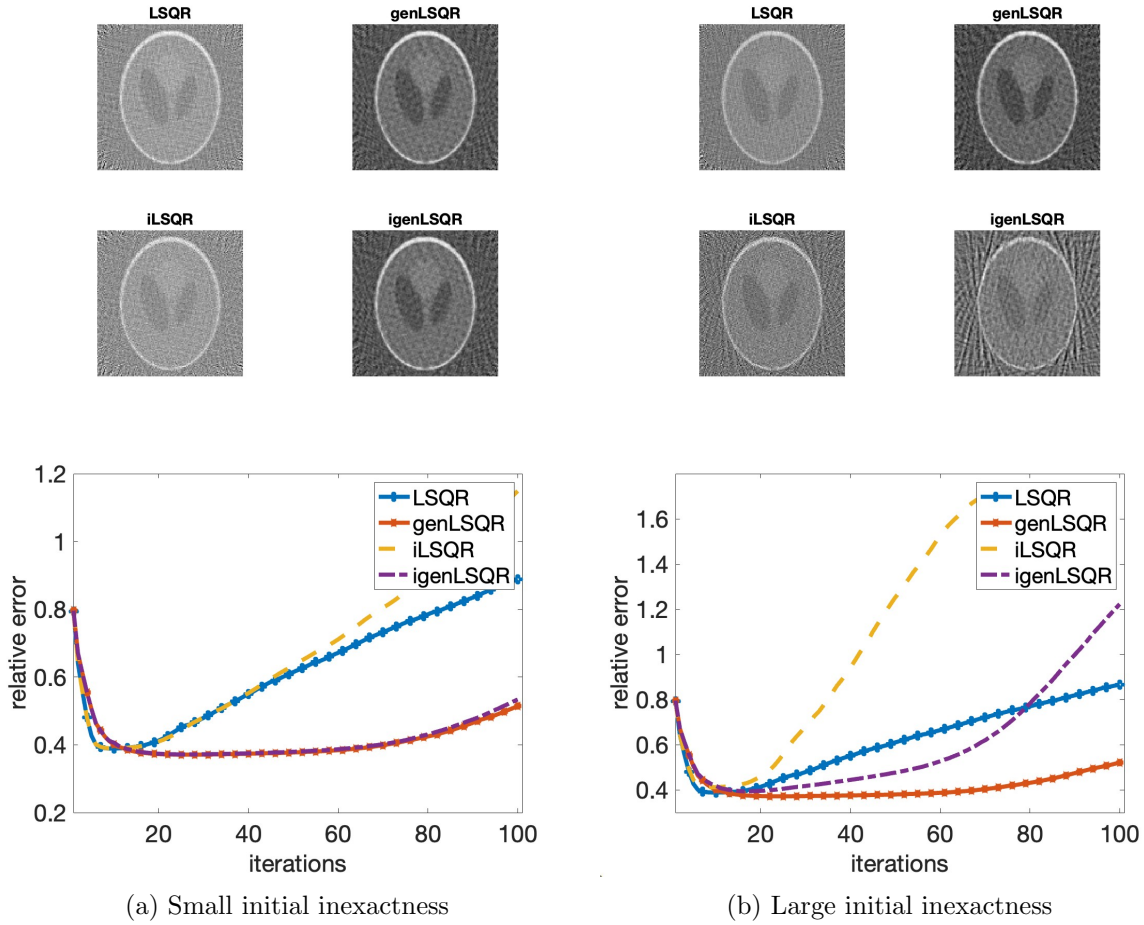 LSQR
genLSQR
iLSQR
igenLSQR
LSQR
genLSQR
iLSQR
igenLSQR
1.2
1
0.8
0.6
0.4
0.2
relative error
LSQR
genLSQR
iLSQR
igenLSQR
20
40
60
80
100
iterations
(a) Small initial inexactness
1.6
1.4
1.2
1
0.8
0.6
0.4
relative error
LSQR
genLSQR
iLSQR
igenLSQR
20
40
60
80
100
iterations
(b) Large initial inexactness